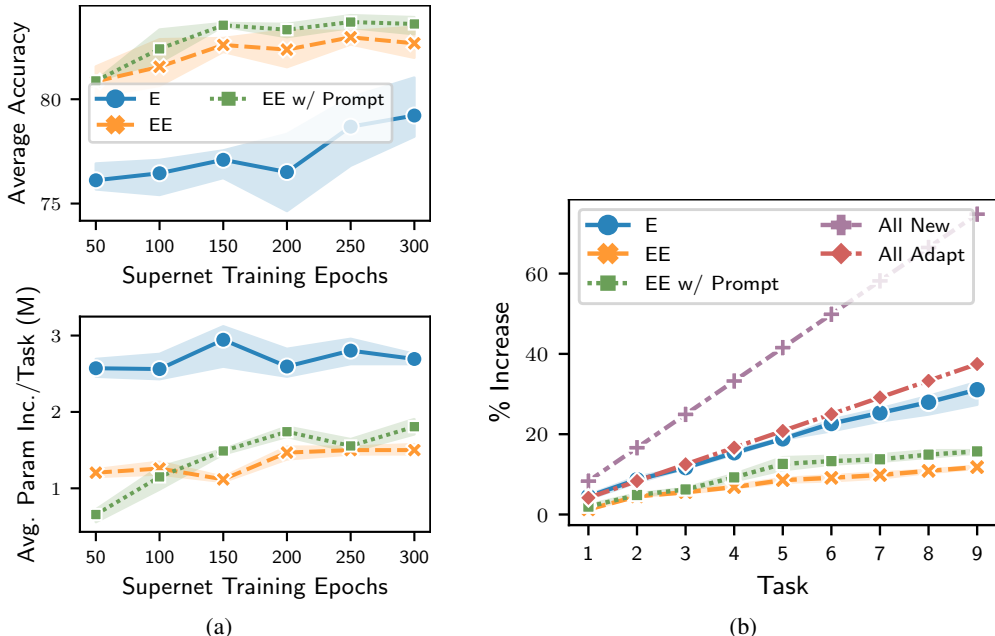 Average Accuracy
80
75
E
EE
EE w/ Prompt
50 100 150 200 250 300
Supernet Training Epochs
Avg. Param Inc./Task (M)
3
2
1
50 100 150 200 250 300
Supernet Training Epochs
(a)
% Increase
60
40
20
0
E
EE
EE w/ Prompt
All New
All Adapt
1 2 3 4 5 6 7 8 9
Task
(b)